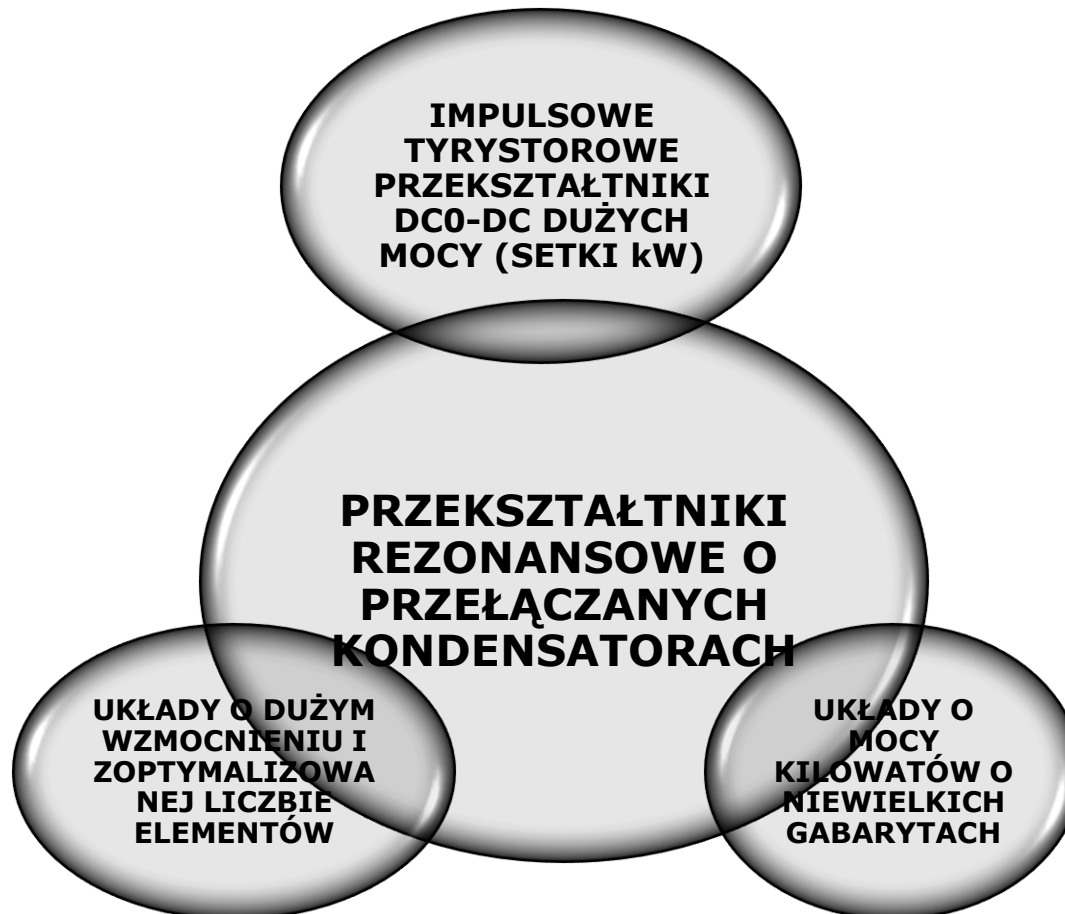 IMPULSOWE
TYRYSTOROWE
PRZEKSZTAŁTNIKI
DC0-DC DUŻYCH
MOCY (SETKI kW)
PRZEKSZTAŁTNIKI
REZONANSOWE O
PRZEŁĄCZANYCH
KONDENSATORACH
UKŁADY O DUŻYM
WZMOCNIENIU I
ZOPTYMALIZOWA
NEJ LICZBIE
ELEMENTÓW
UKŁADY O
MOCY
KILOWATÓW O
NIEWIELKICH
GABARYTACH